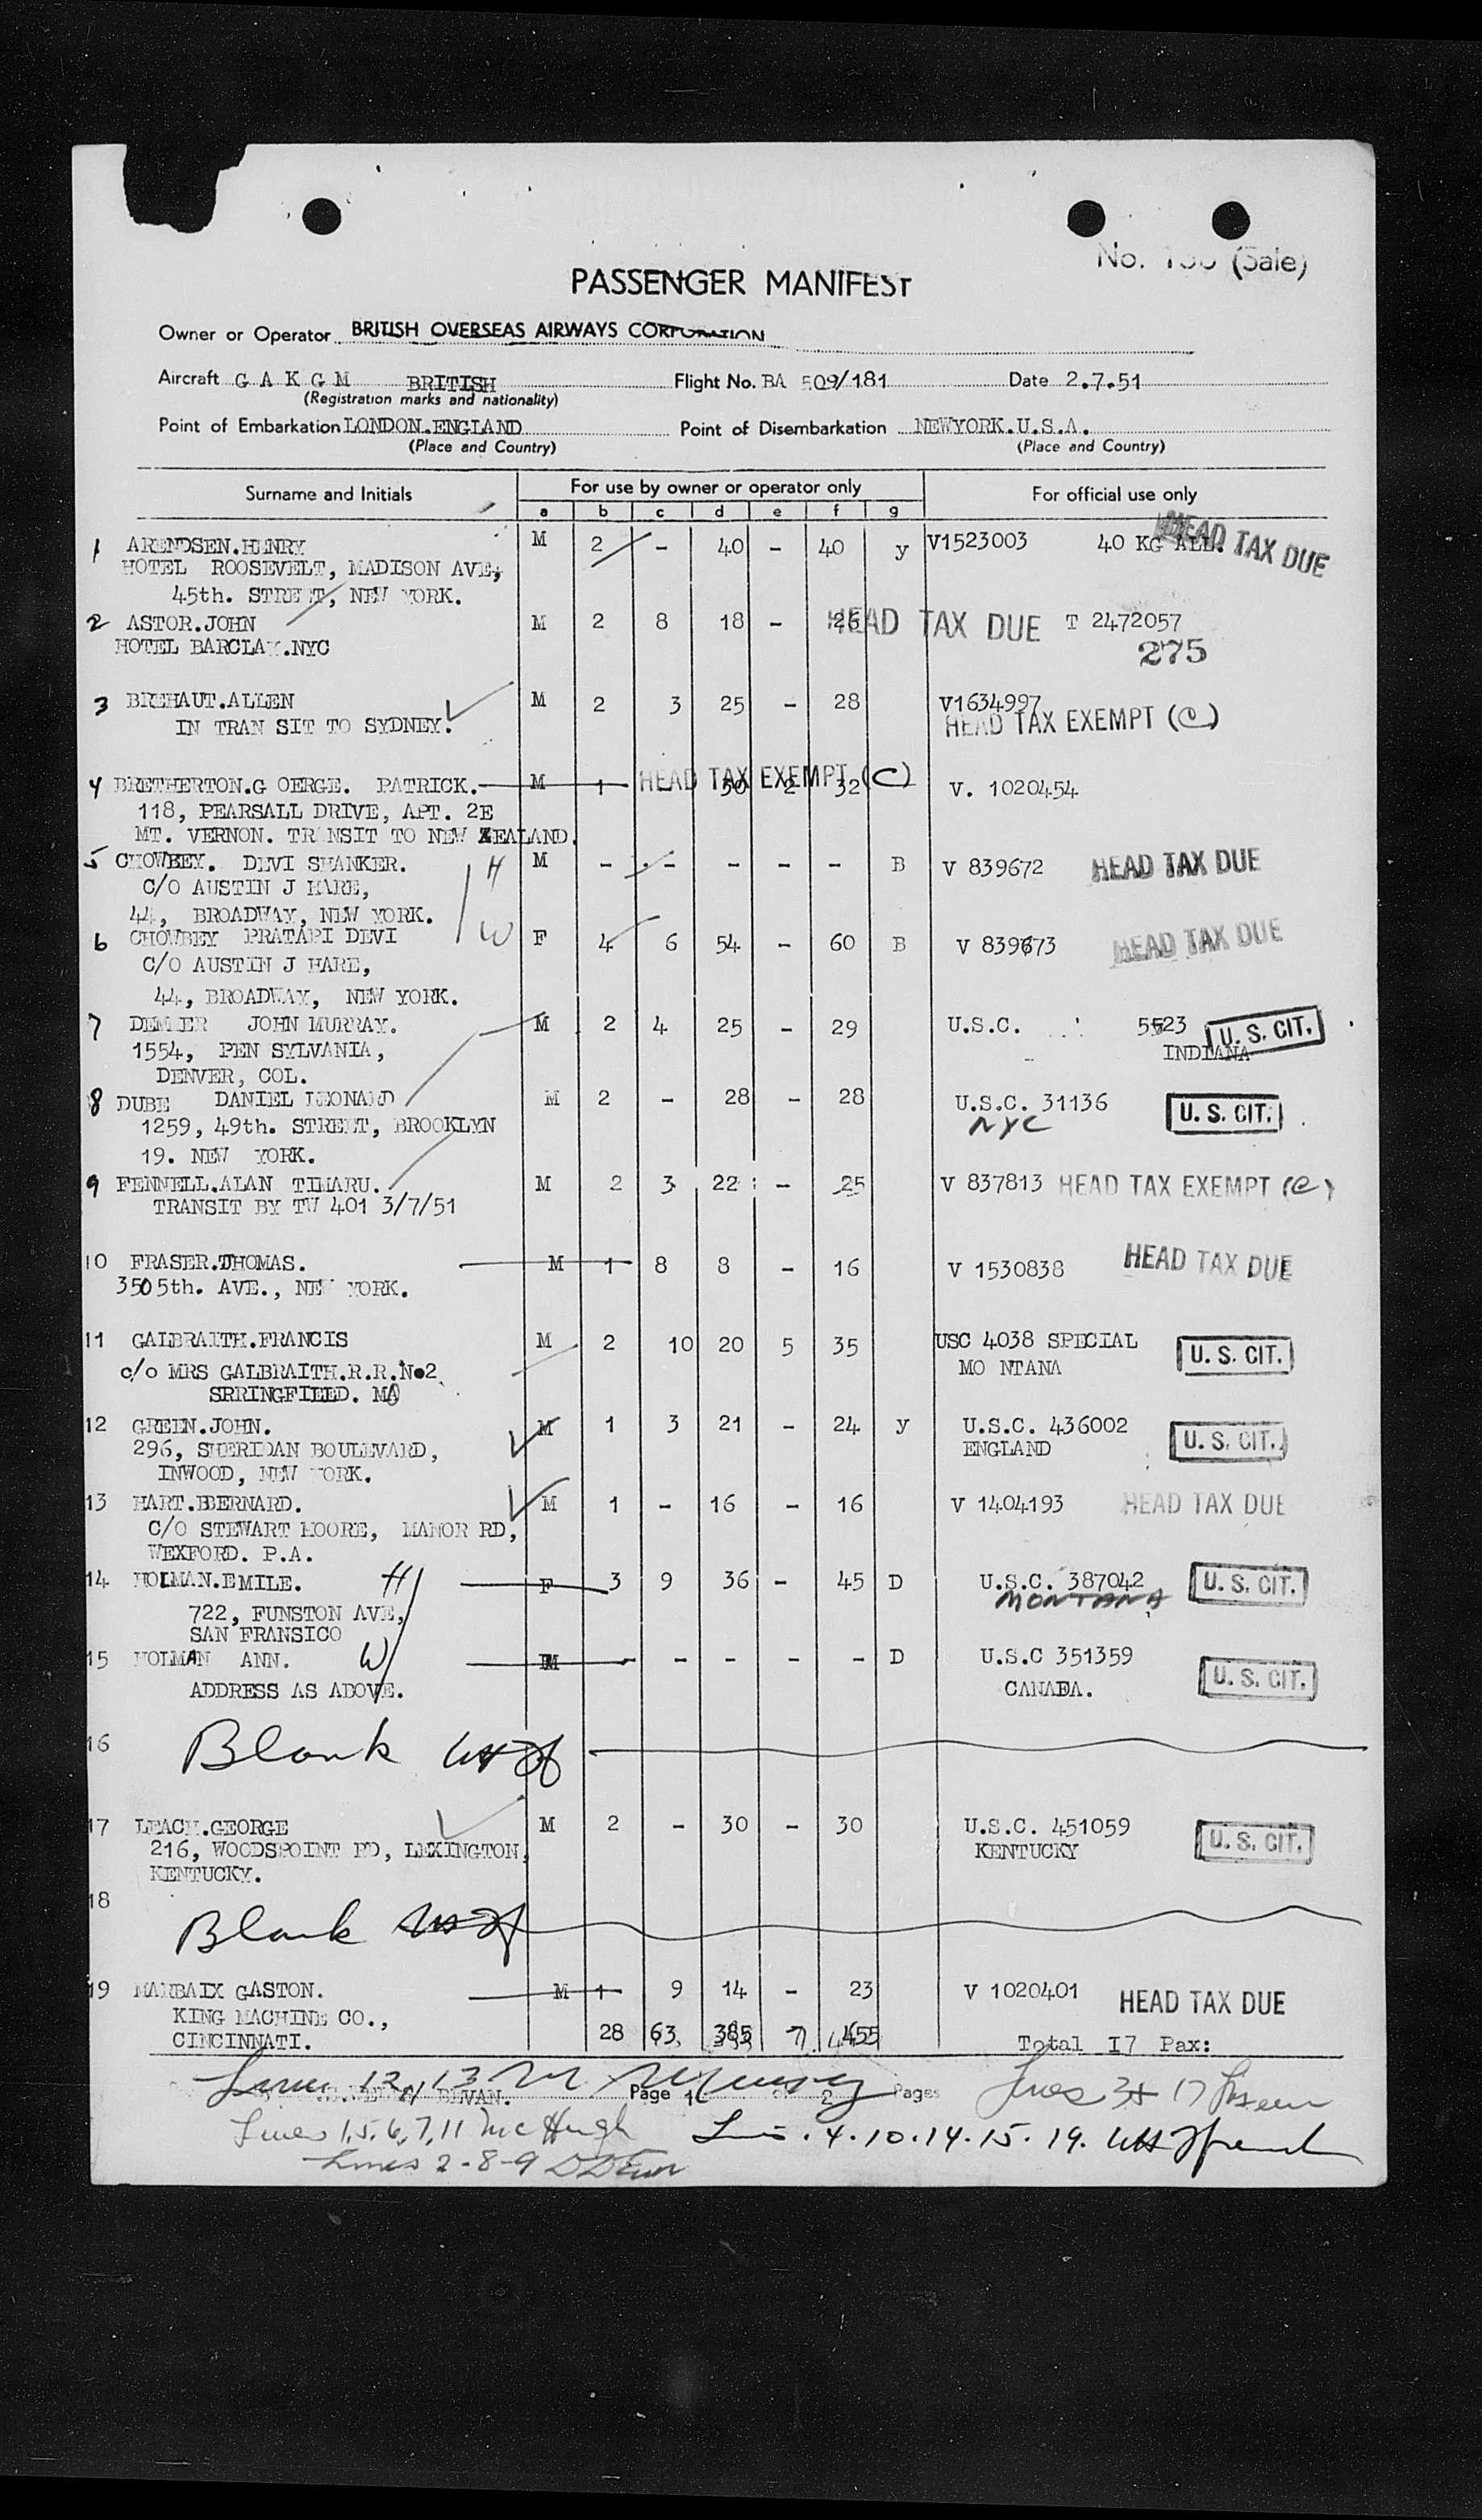 No. (Sale)
PASSENGER MANIFEST
Owner or Operator BRITISH OVERSEAS AIRWAYS CORPORATION
Aircraft G A K G M BRITISH Flight No. BA 509/181 Date 2.7.51
(Registration marks and nationality)
Point of Embarkation LONDON.ENGLAND Point of Disembarkation NEWYORK.U.S.A.
(Place and Country) (Place and Country)
Surname and Initials For use by owner or operator only For official use only
a b c d e f g
1 ARENDSEN.HENRY M 2 - 40 - 40 y V1523003 40 KG ALL. HEAD TAX DUE
HOTEL ROOSEVELT, MADISON AVE,
45th. STREET, NEW YORK.
2 ASTOR.JOHN M 2 8 18 - 26 HEAD TAX DUE T 2472057
HOTEL BARCLAY.NYC 275
3 BREHAUT.ALLEN M 2 3 25 - 28 V1634997
IN TRAN SIT TO SYDNEY. HEAD TAX EXEMPT (C)
4 BRETHERTON.G OERGE. PATRICK. M 1 HEAD TAX EXEMPT (C) 30 2 32 V. 1020454
118, PEARSALL DRIVE, APT. 2E
MT. VERNON. TRANSIT TO NEW ZEALAND.
5 CHOWBEY. DEVI SHANKER. H M - - - - - B V 839672 HEAD TAX DUE
C/O AUSTIN J HARE,
44, BROADWAY, NEW YORK.
6 CHOWBEY PRATAPI DEVI W F 4 6 54 - 60 B V 839673 HEAD TAX DUE
C/O AUSTIN J HARE,
44, BROADWAY, NEW YORK.
7 JOHN MURRAY. M 2 4 25 - 29 U.S.C. 5523 U.S. CIT.
1554, PEN SYLVANIA, INDIANA
DENVER, COL.
8 DUBE DANIEL LEONARD M 2 - 28 - 28 U.S.C. 31136 U.S. CIT.
1259, 49th. STREET, BROOKLYN NYC
19. NEW YORK.
9 FENNELL.ALAN TIMARU. M 2 3 22 - 25 V 837813 HEAD TAX EXEMPT (C)
TRANSIT BY TW 401 3/7/51
10 FRASER.THOMAS. M 1 8 8 - 16 V 1530838 HEAD TAX DUE
350 5th. AVE., NEW YORK.
11 GALBRAITH.FRANCIS M 2 10 20 5 35 USC 4038 SPECIAL U.S. CIT.
c/o MRS GALBRAITH.R.R.No2 MO NTANA
SRRINGFIELD. MO
12 GREEN.JOHN. M 1 3 21 - 24 y U.S.C. 436002 U.S. CIT.
296, SHERIDAN BOULEVARD, ENGLAND
INWOOD, NEW YORK.
13 HART.BERNARD. M 1 - 16 - 16 V 1404193 HEAD TAX DUE
C/O STEWART MOORE, MANOR RD,
WEXFORD. P.A.
14 HOLMAN.EMILE. H F 3 9 36 - 45 D U.S.C. 387042 U.S. CIT.
722, FUNSTON AVE, MONTANA
SAN FRANSICO
15 HOLMAN ANN. W M - - - - - D U.S.C 351359 U.S. CIT.
ADDRESS AS ABOVE. CANADA.
16 Blank
17 LEACH.GEORGE M 2 - 30 - 30 U.S.C. 451059 U.S. CIT.
216, WOODSPOINT RD, LEXINGTON, KENTUCKY
KENTUCKY.
18 Blank
19 MARBAIX GASTON. M 1 9 14 - 23 V 1020401 HEAD TAX DUE
KING MACHINE CO.,
CINCINNATI. 28 63 385 7 455 Total I7 Pax:
Lines 12, 13 Page 1 of 2 Pages Lines 3 + 17
Lines 1, 5, 6, 7, 11 McHugh
4. 10. 14. 15. 19.
Lines 2-8-9